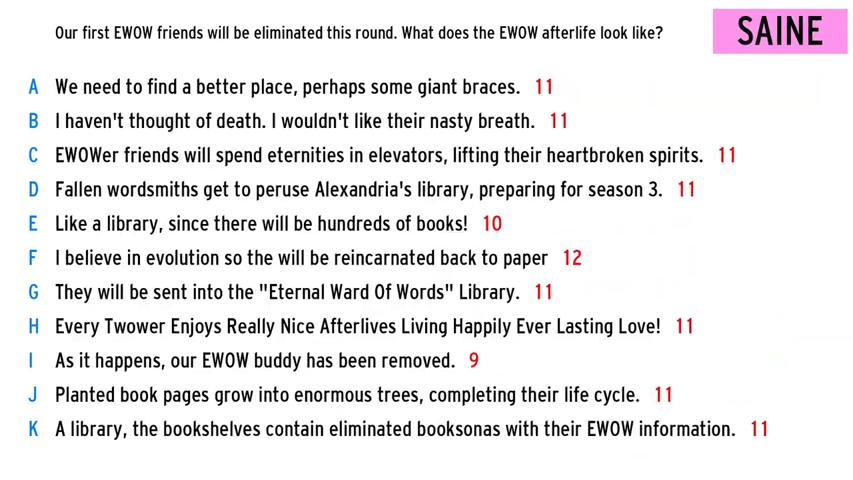 Our first EWOW friends will be eliminated this round. What does the EWOW afterlife look like?
SAINE
A We need to find a better place, perhaps some giant braces. 11
B I haven't thought of death. I wouldn't like their nasty breath. 11
C EWOWer friends will spend eternities in elevators, lifting their heartbroken spirits. 11
D Fallen wordsmiths get to peruse Alexandria's library, preparing for season 3. 11
E Like a library, since there will be hundreds of books! 10
F I believe in evolution so the will be reincarnated back to paper 12
G They will be sent into the "Eternal Ward Of Words" Library. 11
H Every Twower Enjoys Really Nice Afterlives Living Happily Ever Lasting Love! 11
I As it happens, our EWOW buddy has been removed. 9
J Planted book pages grow into enormous trees, completing their life cycle. 11
K A library, the bookshelves contain eliminated booksonas with their EWOW information. 11